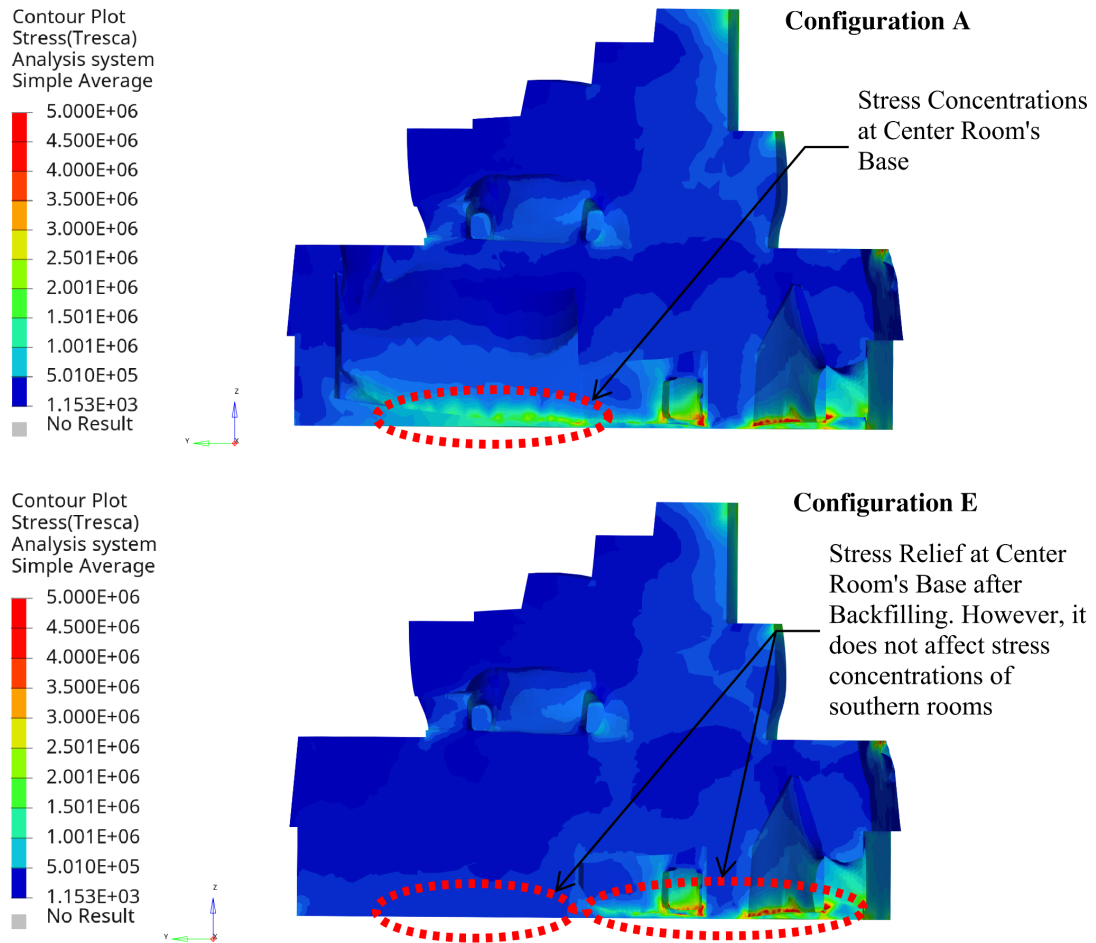 Contour Plot
Stress(Tresca)
Analysis system
Simple Average
5.000E+06
4.500E+06
4.000E+06
3.500E+06
3.000E+06
2.501E+06
2.001E+06
1.501E+06
1.001E+06
5.010E+05
1.153E+03
No Result
Configuration A
Stress Concentrations
at Center Room's
Base
Z
Y
X
Contour Plot
Stress(Tresca)
Analysis system
Simple Average
5.000E+06
4.500E+06
4.000E+06
3.500E+06
3.000E+06
2.501E+06
2.001E+06
1.501E+06
1.001E+06
5.010E+05
1.153E+03
No Result
Configuration E
Stress Relief at Center
Room's Base after
Backfilling. However, it
does not affect stress
concentrations of
southern rooms
Z
Y
X